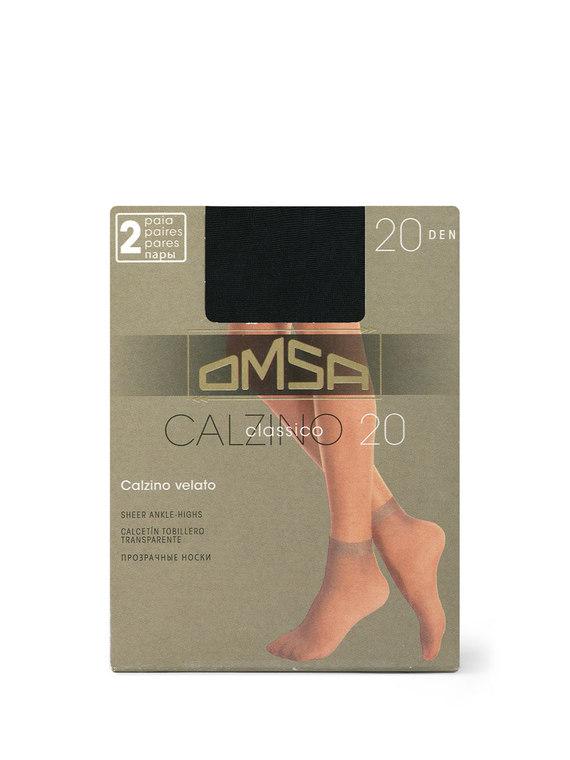 2 paia
paires
pares
пары
20 DEN
OMSA
CALZINO 20
classico
Calzino velato
SHEER ANKLE-HIGHS
CALCETÍN TOBILLERO
TRANSPARENTE
ПРОЗРАЧНЫЕ НОСКИ